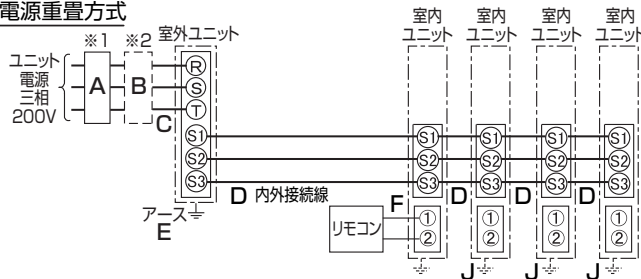 電源重畳方式
※1 ※2
室外ユニット
室内
ユニット
室内
ユニット
室内
ユニット
室内
ユニット
ユニット
電源
三相
200V
A
B
C
R
S
T
S1
S2
S3
アース
E
D 内外接続線
リモコン
F
S1
S2
S3
①
②
D
S1
S2
S3
①
②
J
D
S1
S2
S3
①
②
J
D
S1
S2
S3
①
②
J